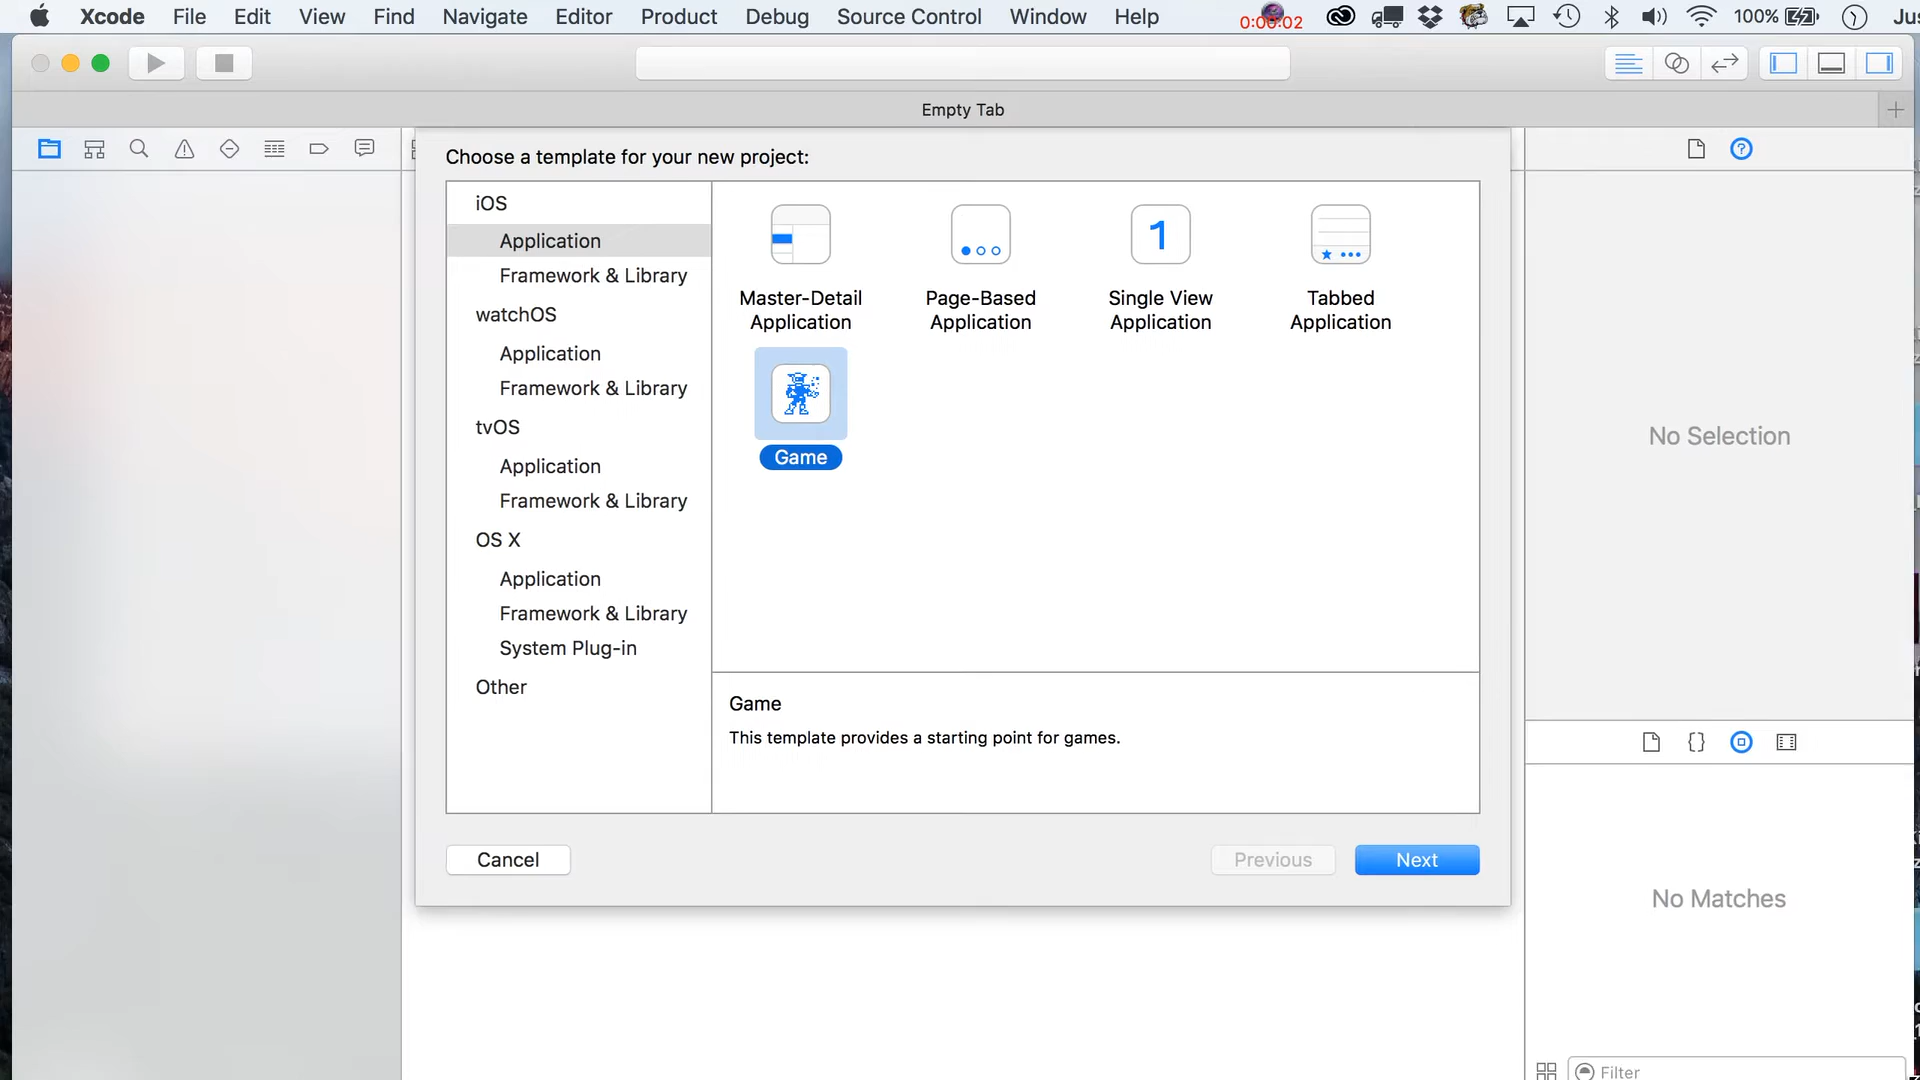 Xcode File Edit View Find Navigate Editor Product Debug Source Control Window Help 0:00:02 100%
Empty Tab
Choose a template for your new project:
iOS
Application
Framework & Library
watchOS
Application
Framework & Library
tvOS
Application
Framework & Library
OS X
Application
Framework & Library
System Plug-in
Other
Master-Detail
Application
Page-Based
Application
1
Single View
Application
Tabbed
Application
Game
Game
This template provides a starting point for games.
Cancel
Previous
Next
No Selection
No Matches
Filter